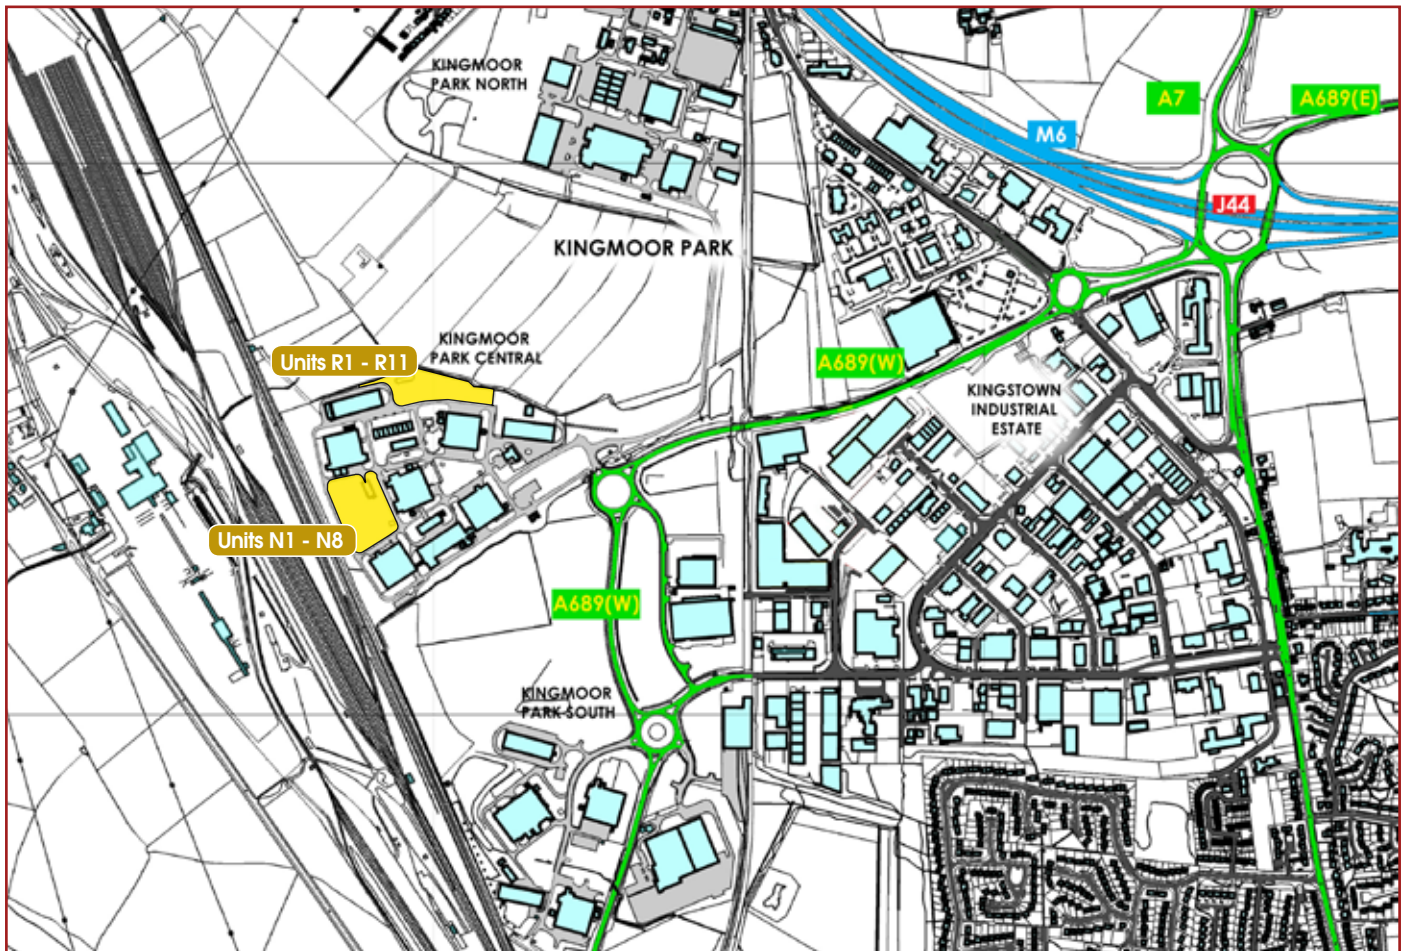 KINGMOOR
PARK NORTH
A7
A689(E)
M6
J44
KINGMOOR PARK
KINGMOOR
PARK CENTRAL
Units R1 - R11
A689(W)
KINGSTOWN
INDUSTRIAL
ESTATE
Units N1 - N8
A689(W)
KINGMOOR
PARK SOUTH